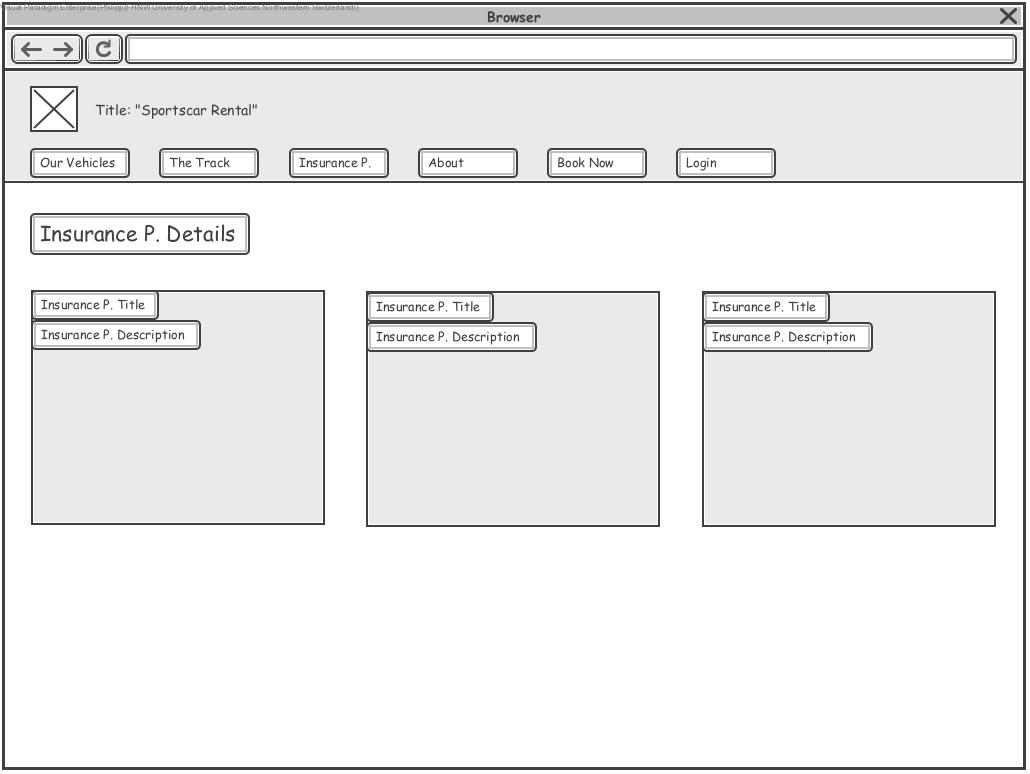 Visual Paradigm Enterprise(Philipp(FHNW University of Applied Sciences Northwestern Switzerland))
Browser
Title: "Sportscar Rental"
Our Vehicles The Track Insurance P. About Book Now Login
Insurance P. Details
Insurance P. Title Insurance P. Title Insurance P. Title
Insurance P. Description Insurance P. Description Insurance P. Description